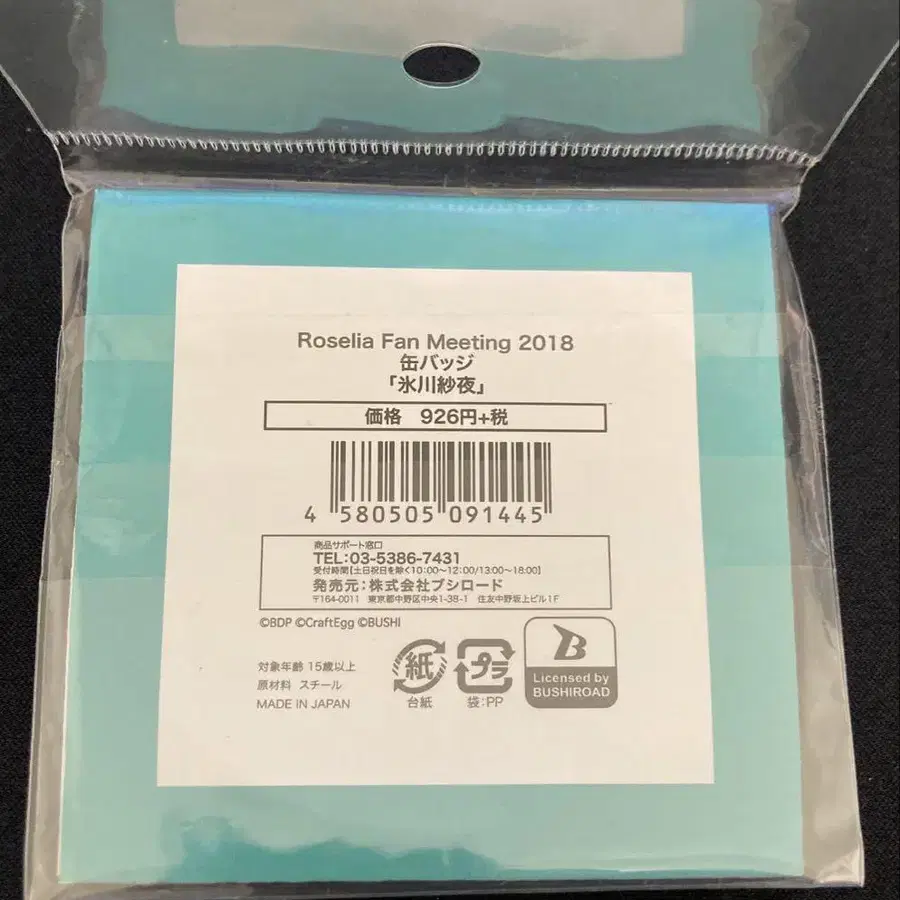 Roselia Fan Meeting 2018
缶バッジ
「氷川紗夜」
価格 926円+税
4 580505 091445
商品サポート窓口
TEL:03-5386-7431
受付時間【土日祝日を除く10:00～12:00/13:00～18:00】
発売元：株式会社ブシロード
〒164-0011 東京都中野区中央1-38-1 住友中野坂上ビル1F
©BDP ©CraftEgg ©BUSHI
対象年齢 15歳以上
原材料 スチール
MADE IN JAPAN
紙
台紙
プラ
袋:PP
B
Licensed by
BUSHIROAD